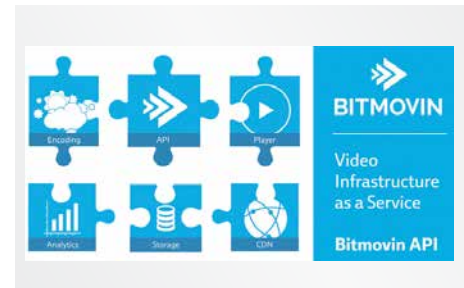 Encoding
API
Player
Analytics
Storage
CDN
BITMOVIN
Video
Infrastructure
as a Service
Bitmovin API